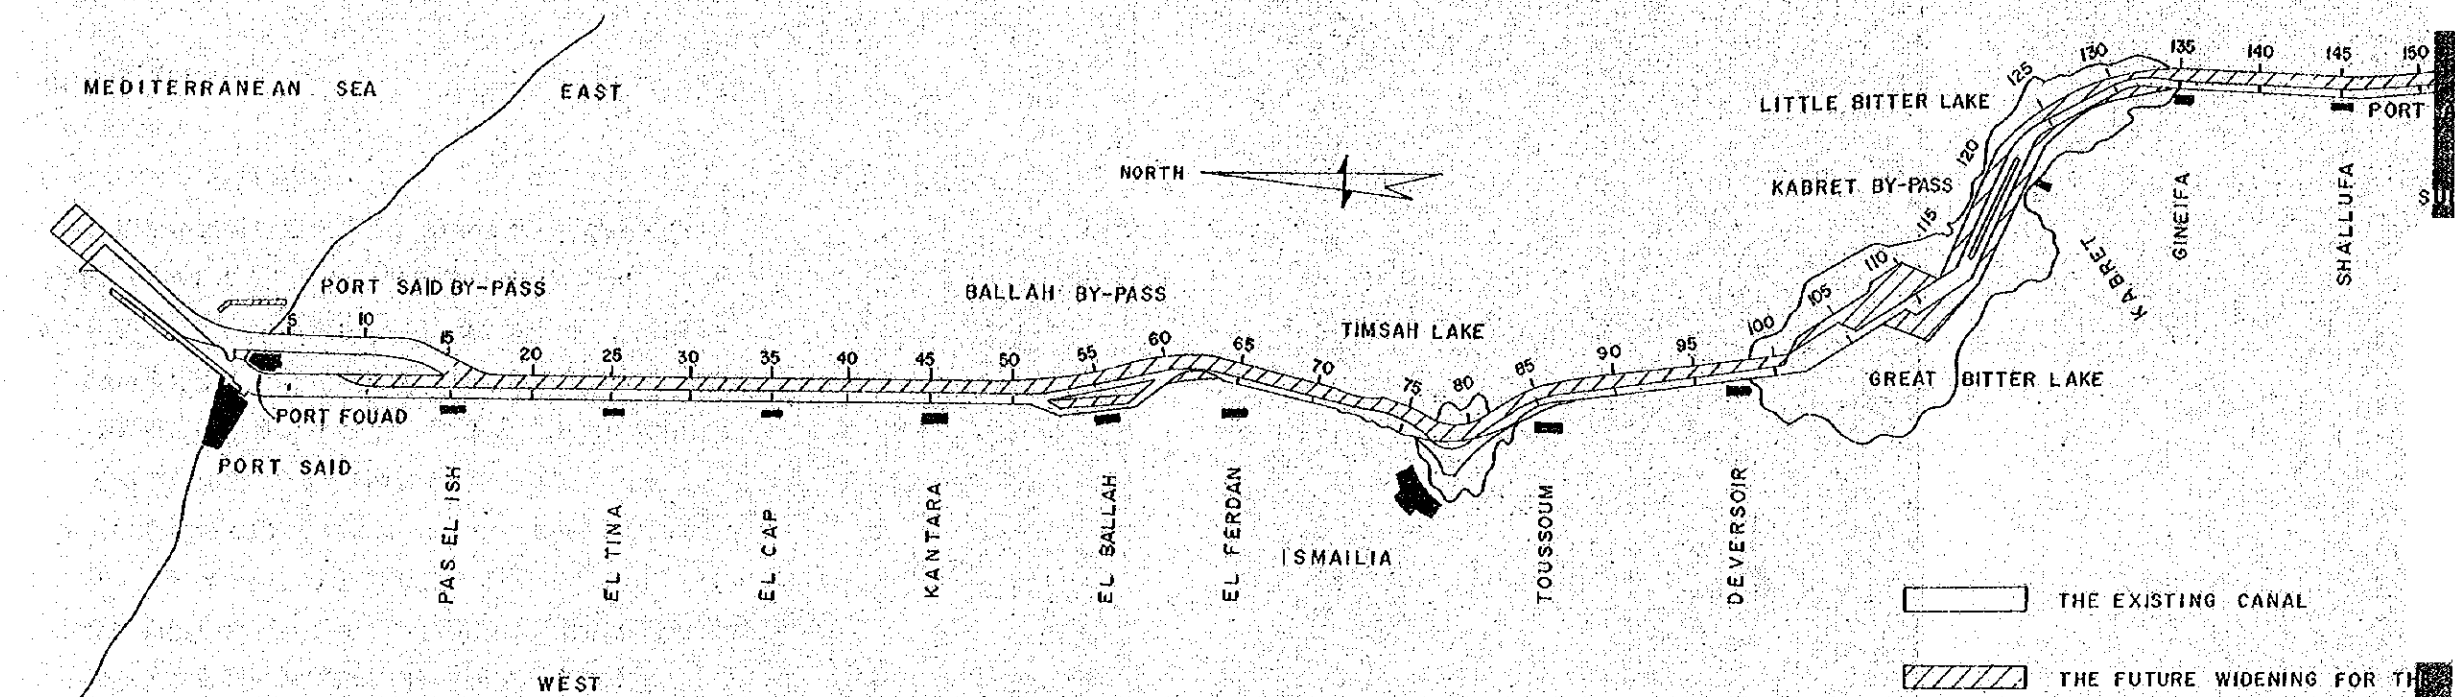 MEDITERRANEAN SEA
EAST
NORTH
PORT SAID BY-PASS
BALLAH BY-PASS
TIMSAH LAKE
LITTLE BITTER LAKE
KABRET BY-PASS
GREAT BITTER LAKE
5 10 15 20 25 30 35 40 45 50 55 60 65 70 75 80 85 90 95 100 105 110 115 120 125 130 135 140 145 150
PORT
PORT FOUAD
PORT SAID
PAS EL ISH
EL TINA
EL CAP
KANTARA
EL BALLAH
EL FERDAN
ISMAILIA
TOUSSOUM
DEVERSOIR
KABRET
GINEIFA
SHALLUFA
WEST
THE EXISTING CANAL
THE FUTURE WIDENING FOR